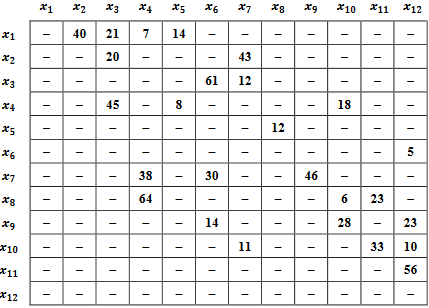 x1 x2 x3 x4 x5 x6 x7 x8 x9 x10 x11 x12
x1 – 40 21 7 14 – – – – – – –
x2 – – 20 – – – 43 – – – – –
x3 – – – – – 61 12 – – – – –
x4 – – 45 – 8 – – – – 18 – –
x5 – – – – – – – 12 – – – –
x6 – – – – – – – – – – – 5
x7 – – – 38 – 30 – – 46 – – –
x8 – – – 64 – – – – – 6 23 –
x9 – – – – – 14 – – – 28 – 23
x10 – – – – – – 11 – – – 33 10
x11 – – – – – – – – – – – 56
x12 – – – – – – – – – – – –